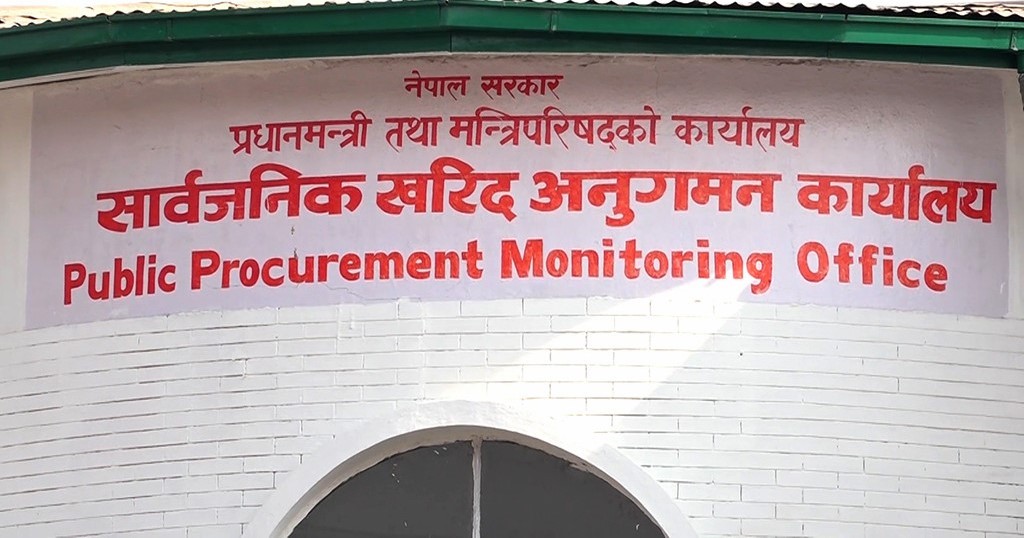 नेपाल सरकार
प्रधानमन्त्री तथा मन्त्रिपरिषद्को कार्यालय
सार्वजनिक खरिद अनुगमन कार्यालय
Public Procurement Monitoring Office